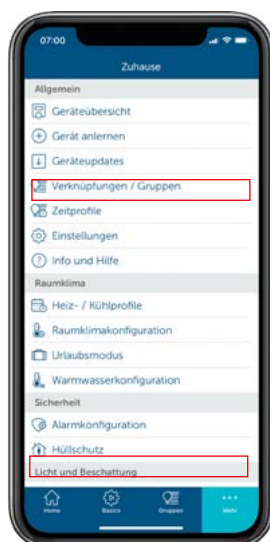 07:00
Zuhause
Allgemein
Geräteübersicht
Gerät anlernen
Geräteupdates
Verknüpfungen / Gruppen
Zeitprofile
Einstellungen
Info und Hilfe
Raumklima
Heiz- / Kühlprofile
Raumklimakonfiguration
Urlaubsmodus
Warmwasserkonfiguration
Sicherheit
Alarmkonfiguration
Hüllschutz
Licht und Beschattung
Home Basics Gruppen Mehr